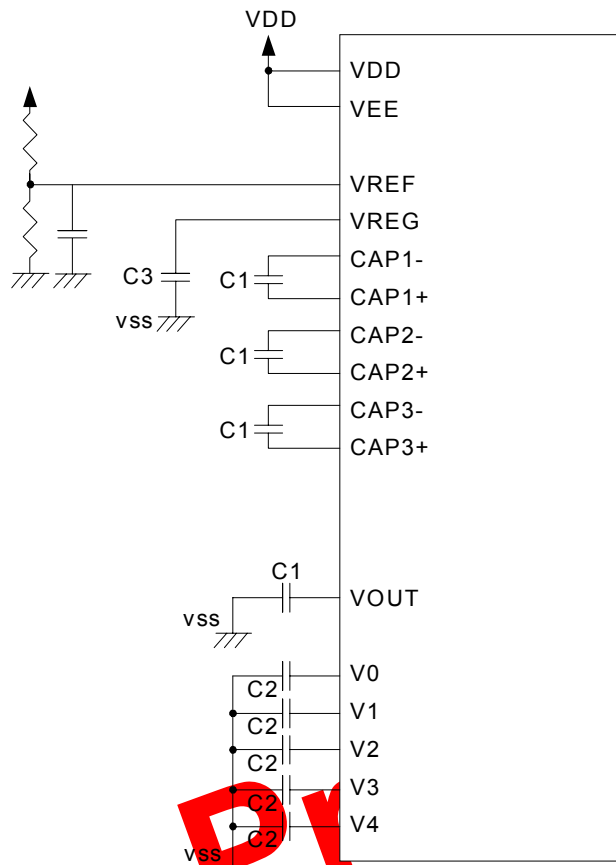 VDD
VDD
VEE
VREF
VREG
CAP1-
C3
C1
CAP1+
vss
CAP2-
C1
CAP2+
CAP3-
C1
CAP3+
C1
VOUT
vss
V0
C2
V1
C2
V2
C2
V3
C2
V4
C2
vss